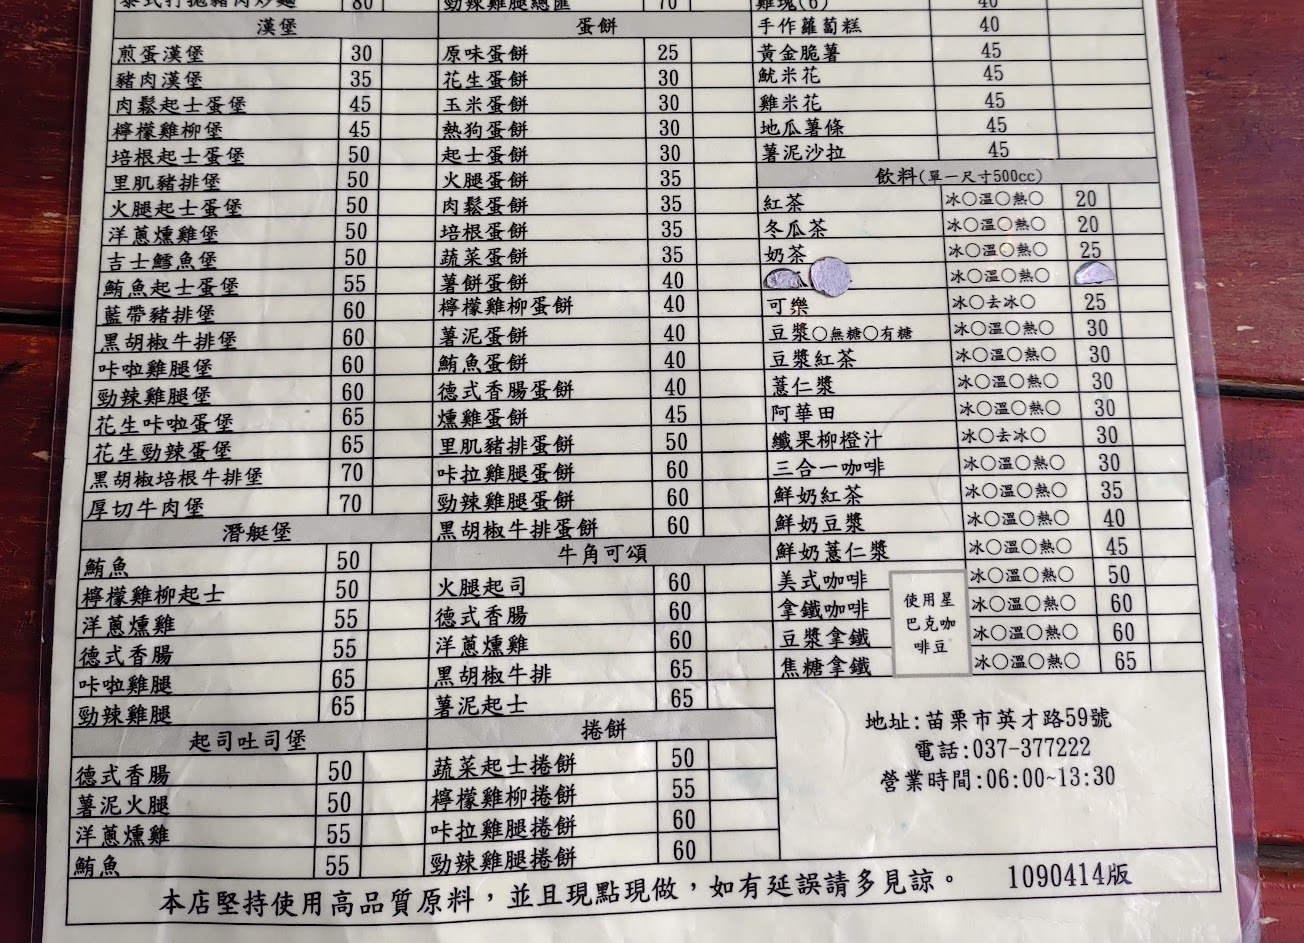 80
漢堡
煎蛋漢堡 30
豬肉漢堡 35
肉鬆起士蛋堡 45
檸檬雞柳堡 45
培根起士蛋堡 50
里肌豬排堡 50
火腿起士蛋堡 50
洋蔥燻雞堡 50
吉士鱈魚堡 50
鮪魚起士蛋堡 55
藍帶豬排堡 60
黑胡椒牛排堡 60
咔啦雞腿堡 60
勁辣雞腿堡 60
花生咔啦蛋堡 65
花生勁辣蛋堡 65
黑胡椒培根牛排堡 70
厚切牛肉堡 70
潛艇堡
鮪魚 50
檸檬雞柳起士 50
洋蔥燻雞 55
德式香腸 55
咔啦雞腿 65
勁辣雞腿 65
起司吐司堡
德式香腸 50
薯泥火腿 50
洋蔥燻雞 55
鮪魚 55
勁辣雞腿總匯 70
蛋餅
原味蛋餅 25
花生蛋餅 30
玉米蛋餅 30
熱狗蛋餅 30
起士蛋餅 30
火腿蛋餅 35
肉鬆蛋餅 35
培根蛋餅 35
蔬菜蛋餅 35
薯餅蛋餅 40
檸檬雞柳蛋餅 40
薯泥蛋餅 40
鮪魚蛋餅 40
德式香腸蛋餅 40
燻雞蛋餅 45
里肌豬排蛋餅 50
咔拉雞腿蛋餅 60
勁辣雞腿蛋餅 60
黑胡椒牛排蛋餅 60
牛角可頌
火腿起司 60
德式香腸 60
洋蔥燻雞 60
黑胡椒牛排 65
薯泥起士 65
捲餅
蔬菜起士捲餅 50
檸檬雞柳捲餅 55
咔拉雞腿捲餅 60
勁辣雞腿捲餅 60
雞塊(6) 40
手作蘿蔔糕 40
黃金脆薯 45
魷米花 45
雞米花 45
地瓜薯條 45
薯泥沙拉 45
飲料(單一尺寸500cc)
紅茶 冰○溫○熱○ 20
冬瓜茶 冰○溫○熱○ 20
奶茶 冰○溫○熱○ 25
冰○溫○熱○
可樂 冰○去冰○ 25
豆漿○無糖○有糖 冰○溫○熱○ 30
豆漿紅茶 冰○溫○熱○ 30
薏仁漿 冰○溫○熱○ 30
阿華田 冰○溫○熱○ 30
纖果柳橙汁 冰○去冰○ 30
三合一咖啡 冰○溫○熱○ 30
鮮奶紅茶 冰○溫○熱○ 35
鮮奶豆漿 冰○溫○熱○ 40
鮮奶薏仁漿 冰○溫○熱○ 45
美式咖啡 冰○溫○熱○ 50
拿鐵咖啡 冰○溫○熱○ 60
豆漿拿鐵 冰○溫○熱○ 60
焦糖拿鐵 冰○溫○熱○ 65
使用星
巴克咖
啡豆
地址:苗栗市英才路59號
電話:037-377222
營業時間:06:00~13:30
本店堅持使用高品質原料，並且現點現做，如有延誤請多見諒。 1090414版